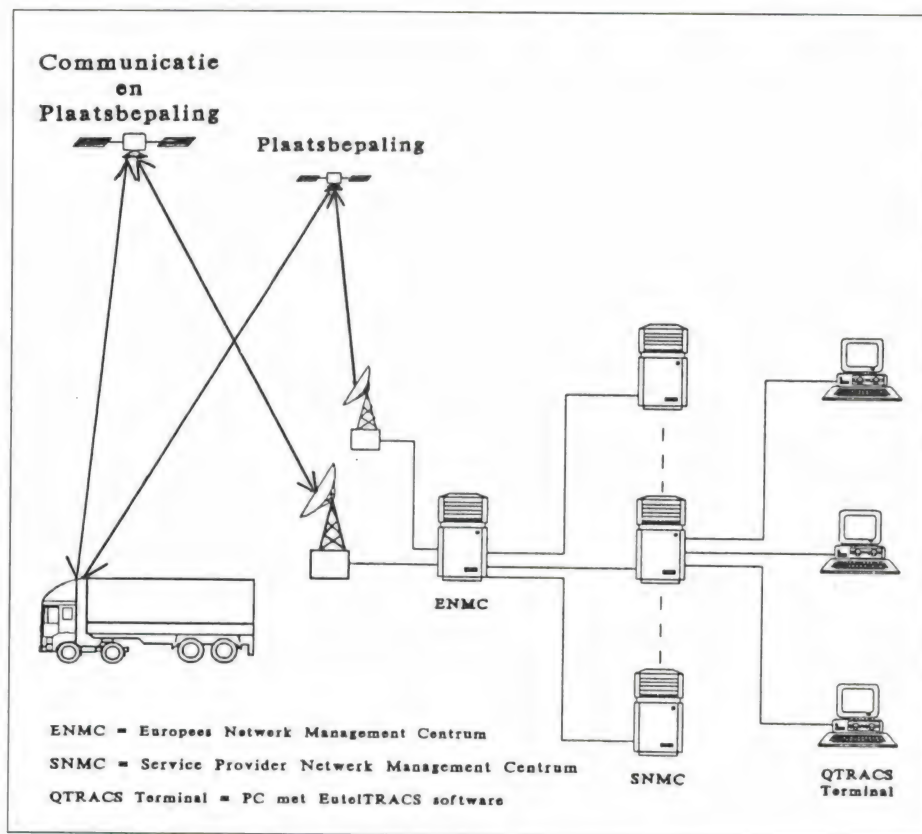 Communicatie
en
Plaatsbepaling
Plaatsbepaling
ENMC
SNMC
QTRACS
Terminal
ENMC = Europees Netwerk Management Centrum
SNMC = Service Provider Netwerk Management Centrum
QTRACS Terminal = PC met EutelTRACS software